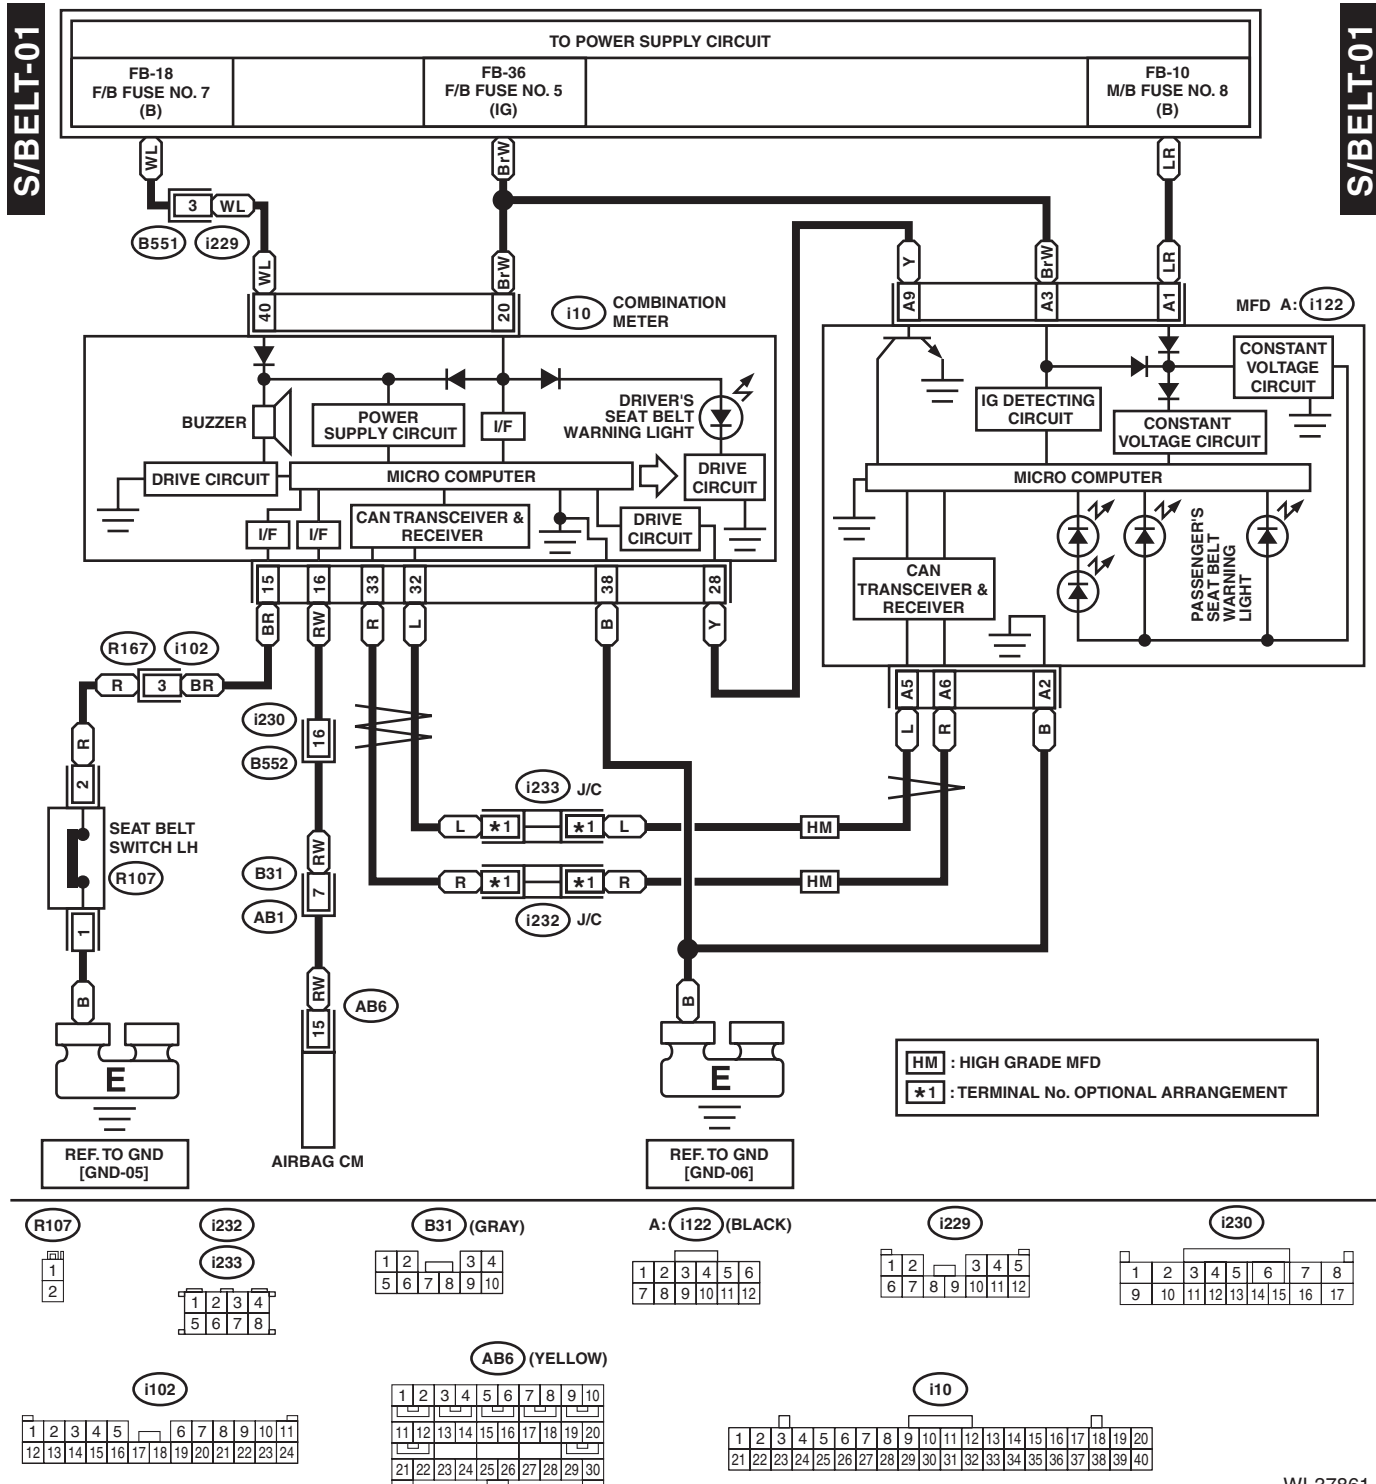 S/BELT-01
S/BELT-01
TO POWER SUPPLY CIRCUIT
FB-18
F/B FUSE NO. 7
(B)
FB-36
F/B FUSE NO. 5
(IG)
FB-10
M/B FUSE NO. 8
(B)
WL
BrW
LR
3
WL
B551
i229
WL
BrW
Y
BrW
LR
40
20
i10
COMBINATION
METER
A9
A3
A1
MFD A: i122
BUZZER
POWER
SUPPLY CIRCUIT
I/F
DRIVER'S
SEAT BELT
WARNING LIGHT
DRIVE CIRCUIT
MICRO COMPUTER
DRIVE
CIRCUIT
I/F
I/F
CAN TRANSCEIVER &
RECEIVER
DRIVE
CIRCUIT
CONSTANT
VOLTAGE
CIRCUIT
IG DETECTING
CIRCUIT
CONSTANT
VOLTAGE CIRCUIT
MICRO COMPUTER
CAN
TRANSCEIVER &
RECEIVER
PASSENGER'S
SEAT BELT
WARNING
LIGHT
15
16
33
32
38
28
BR
RW
R
L
B
Y
A5
A6
A2
L
R
B
R167
i102
R
3
BR
R
2
SEAT BELT
SWITCH LH
R107
1
B
E
REF. TO GND
[GND-05]
i230
16
B552
RW
B31
7
AB1
RW
AB6
15
AIRBAG CM
i233 J/C
L
*1
*1
L
HM
R
*1
*1
R
HM
i232 J/C
B
E
REF. TO GND
[GND-06]
HM : HIGH GRADE MFD
*1 : TERMINAL No. OPTIONAL ARRANGEMENT
R107
1
2
i232
i233
1 2 3 4
5 6 7 8
B31 (GRAY)
1 2 3 4
5 6 7 8 9 10
A: i122 (BLACK)
1 2 3 4 5 6
7 8 9 10 11 12
i229
1 2 3 4 5
6 7 8 9 10 11 12
i230
1 2 3 4 5 6 7 8
9 10 11 12 13 14 15 16 17
i102
1 2 3 4 5 6 7 8 9 10 11
12 13 14 15 16 17 18 19 20 21 22 23 24
AB6 (YELLOW)
1 2 3 4 5 6 7 8 9 10
11 12 13 14 15 16 17 18 19 20
21 22 23 24 25 26 27 28 29 30
i10
1 2 3 4 5 6 7 8 9 10 11 12 13 14 15 16 17 18 19 20
21 22 23 24 25 26 27 28 29 30 31 32 33 34 35 36 37 38 39 40